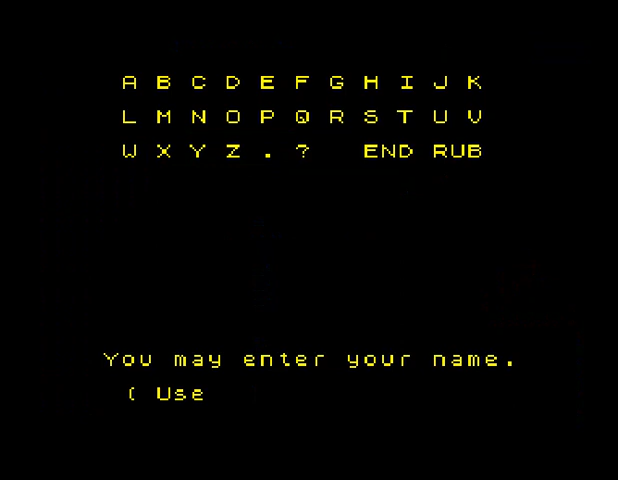 A B C D E F G H I J K
L M N O P Q R S T U V
W X Y Z . ? END RUB
You may enter your name.
( Use